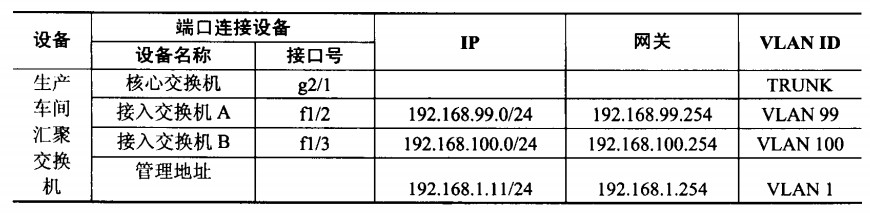 设备 端口连接设备 IP 网关 VLAN ID
设备名称 接口号
生产车间汇聚交换机 核心交换机 g2/1 TRUNK
接入交换机 A f1/2 192.168.99.0/24 192.168.99.254 VLAN 99
接入交换机 B f1/3 192.168.100.0/24 192.168.100.254 VLAN 100
管理地址 192.168.1.11/24 192.168.1.254 VLAN 1